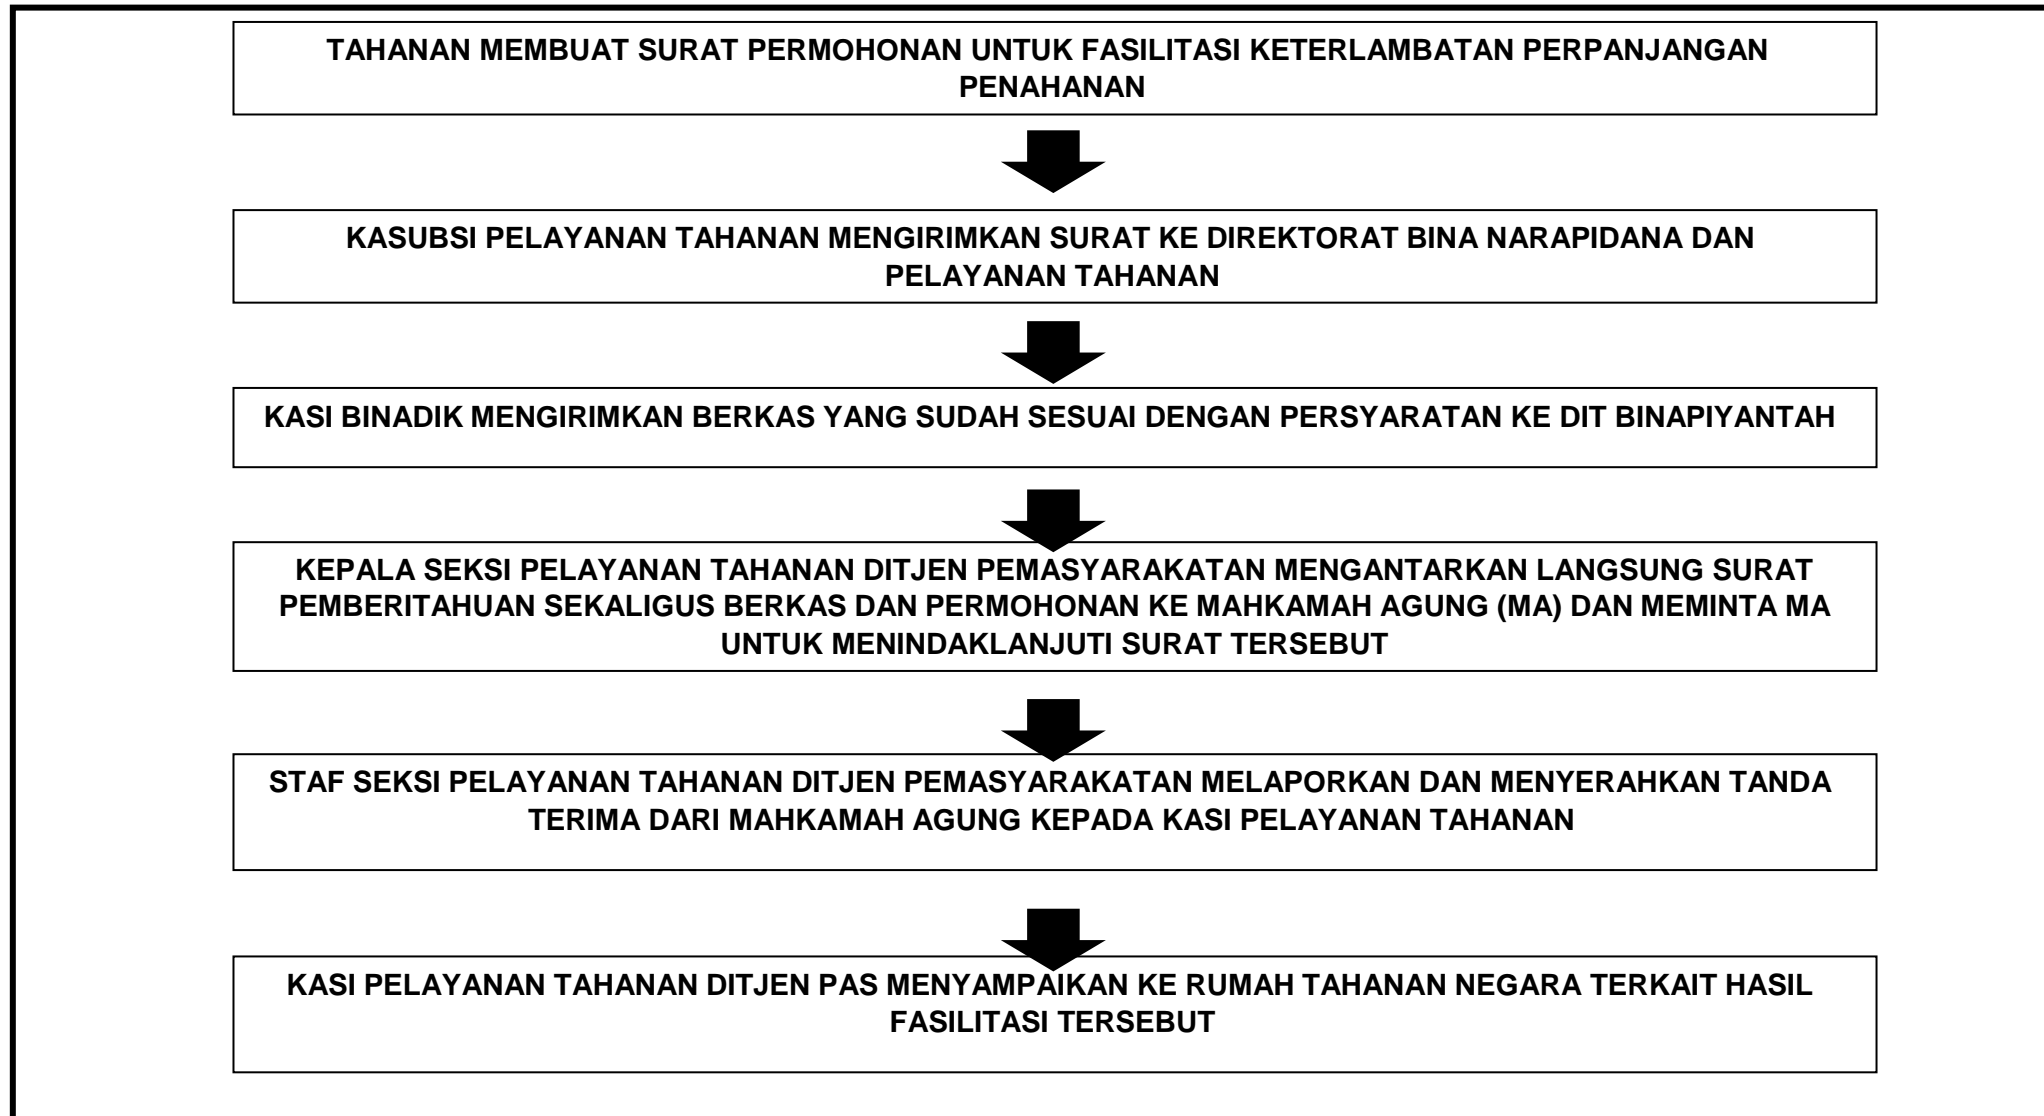 TAHANAN MEMBUAT SURAT PERMOHONAN UNTUK FASILITASI KETERLAMBATAN PERPANJANGAN
PENAHANAN
KASUBSI PELAYANAN TAHANAN MENGIRIMKAN SURAT KE DIREKTORAT BINA NARAPIDANA DAN
PELAYANAN TAHANAN
KASI BINADIK MENGIRIMKAN BERKAS YANG SUDAH SESUAI DENGAN PERSYARATAN KE DIT BINAPIYANTAH
KEPALA SEKSI PELAYANAN TAHANAN DITJEN PEMASYARAKATAN MENGANTARKAN LANGSUNG SURAT
PEMBERITAHUAN SEKALIGUS BERKAS DAN PERMOHONAN KE MAHKAMAH AGUNG (MA) DAN MEMINTA MA
UNTUK MENINDAKLANJUTI SURAT TERSEBUT
STAF SEKSI PELAYANAN TAHANAN DITJEN PEMASYARAKATAN MELAPORKAN DAN MENYERAHKAN TANDA
TERIMA DARI MAHKAMAH AGUNG KEPADA KASI PELAYANAN TAHANAN
KASI PELAYANAN TAHANAN DITJEN PAS MENYAMPAIKAN KE RUMAH TAHANAN NEGARA TERKAIT HASIL
FASILITASI TERSEBUT